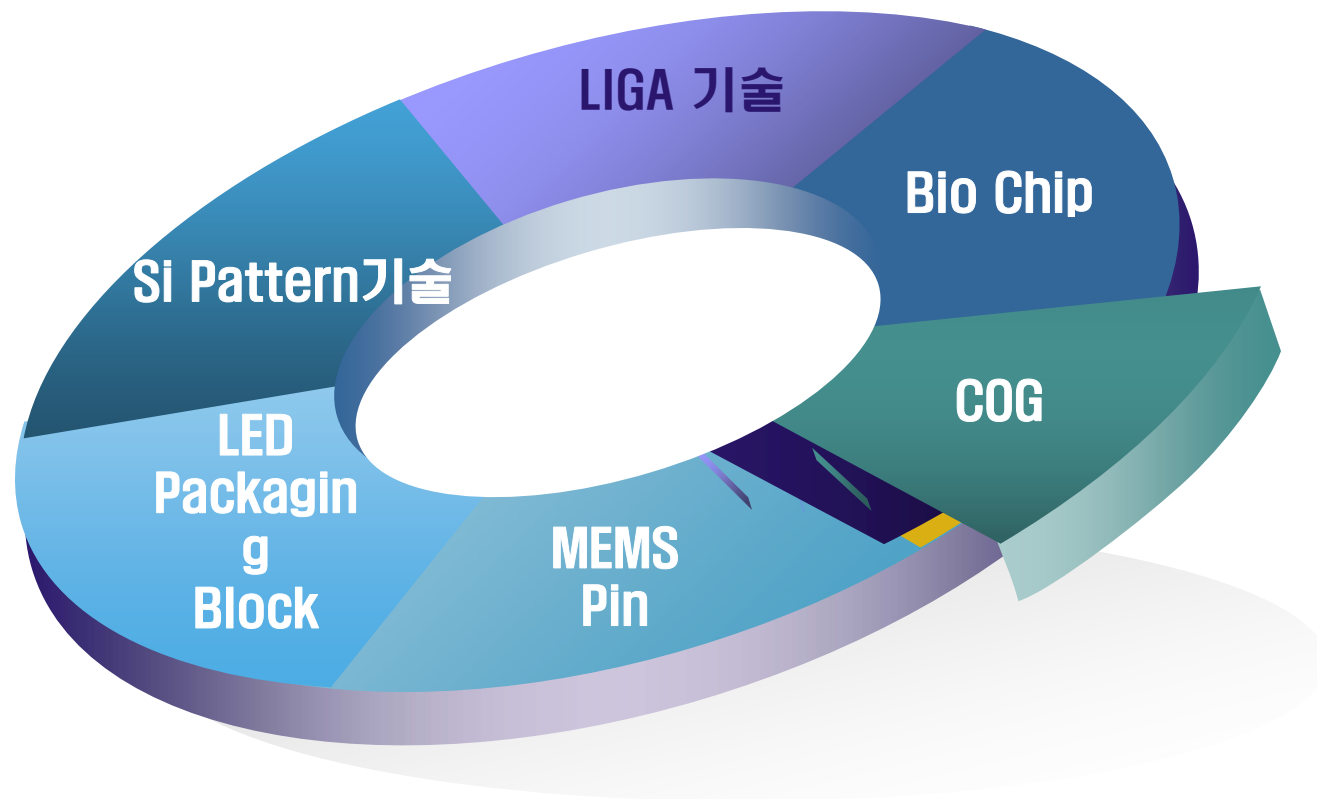 LIGA 기술
Bio Chip
Si Pattern기술
COG
LED
Packagin
g
Block
MEMS
Pin